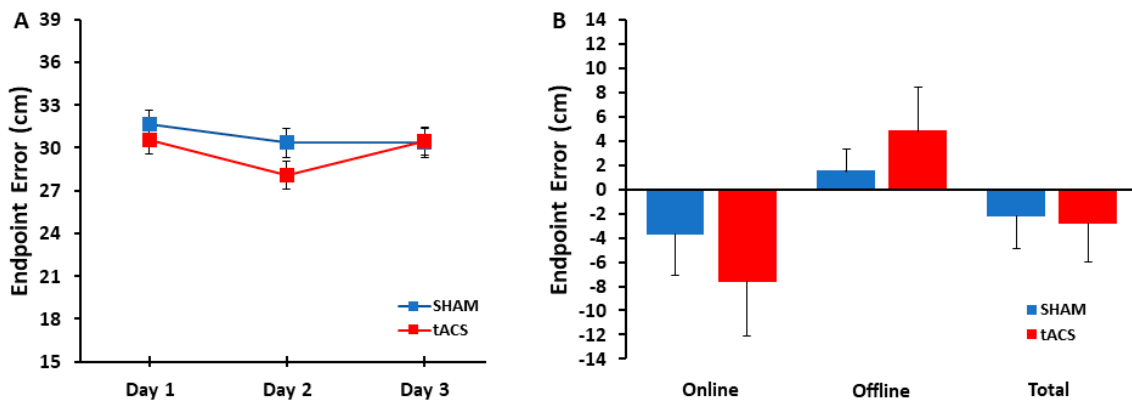 A
Endpoint Error (cm)
39
36
33
30
27
24
21
18
15
SHAM
tACS
Day 1 Day 2 Day 3
B
Endpoint Error (cm)
14
12
10
8
6
4
2
0
-2
-4
-6
-8
-10
-12
-14
SHAM
tACS
Online Offline Total